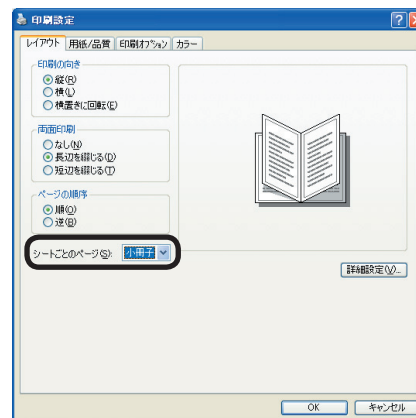 印刷設定
レイアウト 用紙/品質 印刷オプション カラー
印刷の向き
縦(R)
横(L)
横置きに回転(E)
両面印刷
なし(N)
長辺を綴じる(D)
短辺を綴じる(T)
ページの順序
順(Q)
逆(B)
シートごとのページ(S): 小冊子
詳細設定(V)...
OK キャンセル